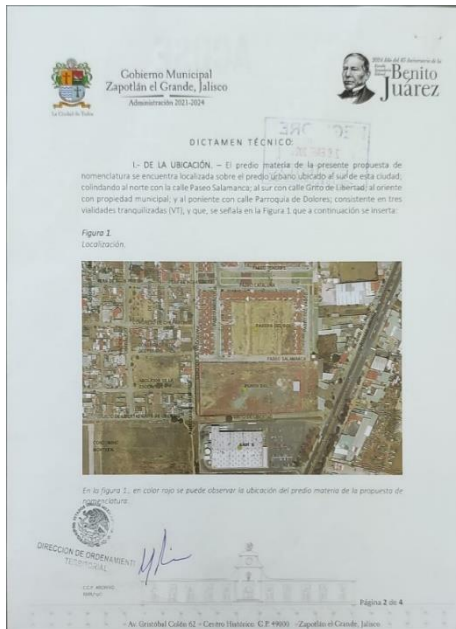 Gobierno Municipal
Zapotlán el Grande, Jalisco
Administración 2021-2024
Benito
Juárez
DICTAMEN TÉCNICO:
I.- DE LA UBICACIÓN. – El predio materia de la presente propuesta de
nomenclatura se encuentra localizada sobre el predio urbano ubicado al sur de esta ciudad;
colindando al norte con la calle Paseo Salamanca; al sur con calle Grito de Libertad; al oriente
con propiedad municipal; y al poniente con calle Parroquia de Dolores; consistente en tres
vialidades tranquilizadas (VT), y que, se señala en la Figura 1 que a continuación se inserta:
Figura 1.
Localización.
PASEO SALAMANCA
En la figura 1., en color rojo se puede observar la ubicación del predio materia de la propuesta de
nomenclatura.
DIRECCION DE ORDENAMIENTO
TERRITORIAL
Página 2 de 4
Av. Cristóbal Colón 62 - Centro Histórico. C.P. 49000 -Zapotlán el Grande, Jalisco.